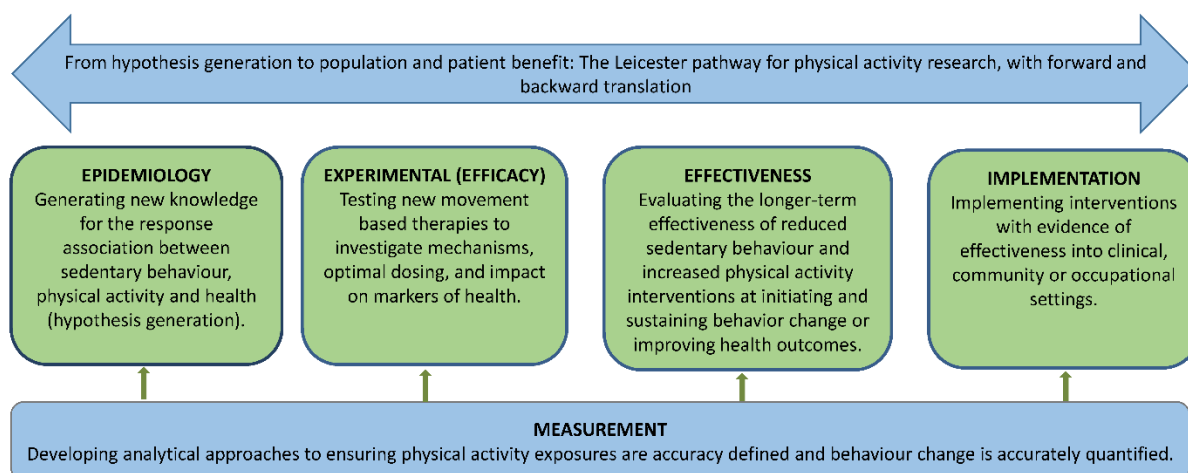 From hypothesis generation to population and patient benefit: The Leicester pathway for physical activity research, with forward and
backward translation
EPIDEMIOLOGY
Generating new knowledge
for the response
association between
sedentary behaviour,
physical activity and health
(hypothesis generation).
EXPERIMENTAL (EFFICACY)
Testing new movement
based therapies to
investigate mechanisms,
optimal dosing, and impact
on markers of health.
EFFECTIVENESS
Evaluating the longer-term
effectiveness of reduced
sedentary behaviour and
increased physical activity
interventions at initiating and
sustaining behavior change or
improving health outcomes.
IMPLEMENTATION
Implementing interventions
with evidence of
effectiveness into clinical,
community or occupational
settings.
MEASUREMENT
Developing analytical approaches to ensuring physical activity exposures are accuracy defined and behaviour change is accurately quantified.